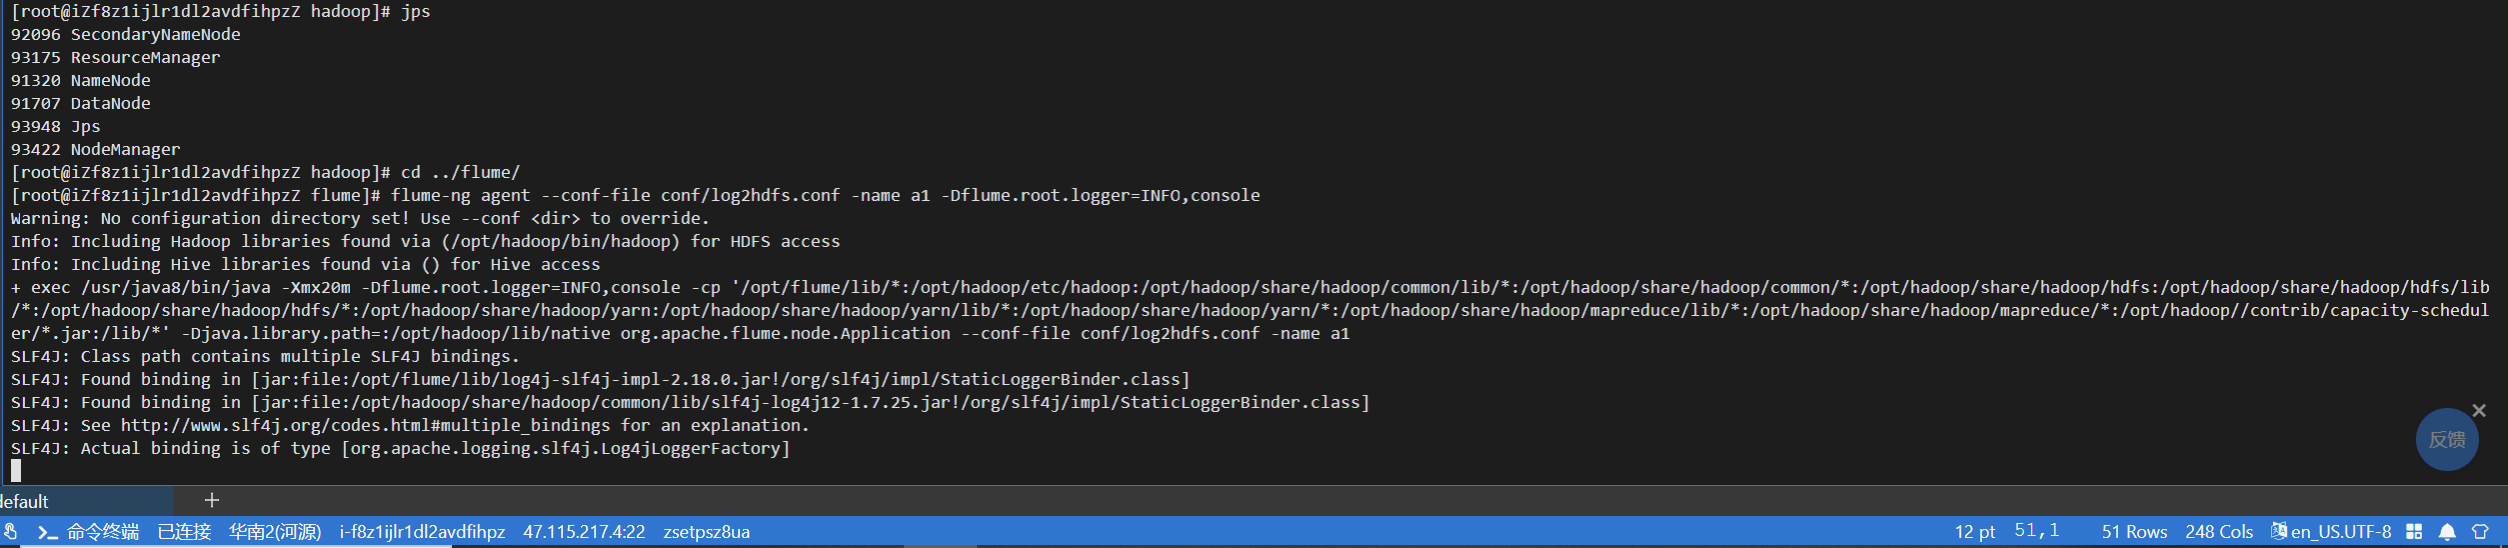 [root@iZf8z1ijlr1dl2avdfihpzZ hadoop]# jps
92096 SecondaryNameNode
93175 ResourceManager
91320 NameNode
91707 DataNode
93948 Jps
93422 NodeManager
[root@iZf8z1ijlr1dl2avdfihpzZ hadoop]# cd ../flume/
[root@iZf8z1ijlr1dl2avdfihpzZ flume]# flume-ng agent --conf-file conf/log2hdfs.conf -name a1 -Dflume.root.logger=INFO,console
Warning: No configuration directory set! Use --conf <dir> to override.
Info: Including Hadoop libraries found via (/opt/hadoop/bin/hadoop) for HDFS access
Info: Including Hive libraries found via () for Hive access
+ exec /usr/java8/bin/java -Xmx20m -Dflume.root.logger=INFO,console -cp '/opt/flume/lib/*:/opt/hadoop/etc/hadoop:/opt/hadoop/share/hadoop/common/lib/*:/opt/hadoop/share/hadoop/common/*:/opt/hadoop/share/hadoop/hdfs:/opt/hadoop/share/hadoop/hdfs/lib
/*:/opt/hadoop/share/hadoop/hdfs/*:/opt/hadoop/share/hadoop/yarn:/opt/hadoop/share/hadoop/yarn/lib/*:/opt/hadoop/share/hadoop/yarn/*:/opt/hadoop/share/hadoop/mapreduce/lib/*:/opt/hadoop/share/hadoop/mapreduce/*:/opt/hadoop//contrib/capacity-schedul
er/*.jar:/lib/*' -Djava.library.path=:/opt/hadoop/lib/native org.apache.flume.node.Application --conf-file conf/log2hdfs.conf -name a1
SLF4J: Class path contains multiple SLF4J bindings.
SLF4J: Found binding in [jar:file:/opt/flume/lib/log4j-slf4j-impl-2.18.0.jar!/org/slf4j/impl/StaticLoggerBinder.class]
SLF4J: Found binding in [jar:file:/opt/hadoop/share/hadoop/common/lib/slf4j-log4j12-1.7.25.jar!/org/slf4j/impl/StaticLoggerBinder.class]
SLF4J: See http://www.slf4j.org/codes.html#multiple_bindings for an explanation.
SLF4J: Actual binding is of type [org.apache.logging.slf4j.Log4jLoggerFactory]
反馈
default +
命令终端 已连接 华南2(河源) i-f8z1ijlr1dl2avdfihpz 47.115.217.4:22 zsetpsz8ua 12 pt 51,1 51 Rows 248 Cols en_US.UTF-8